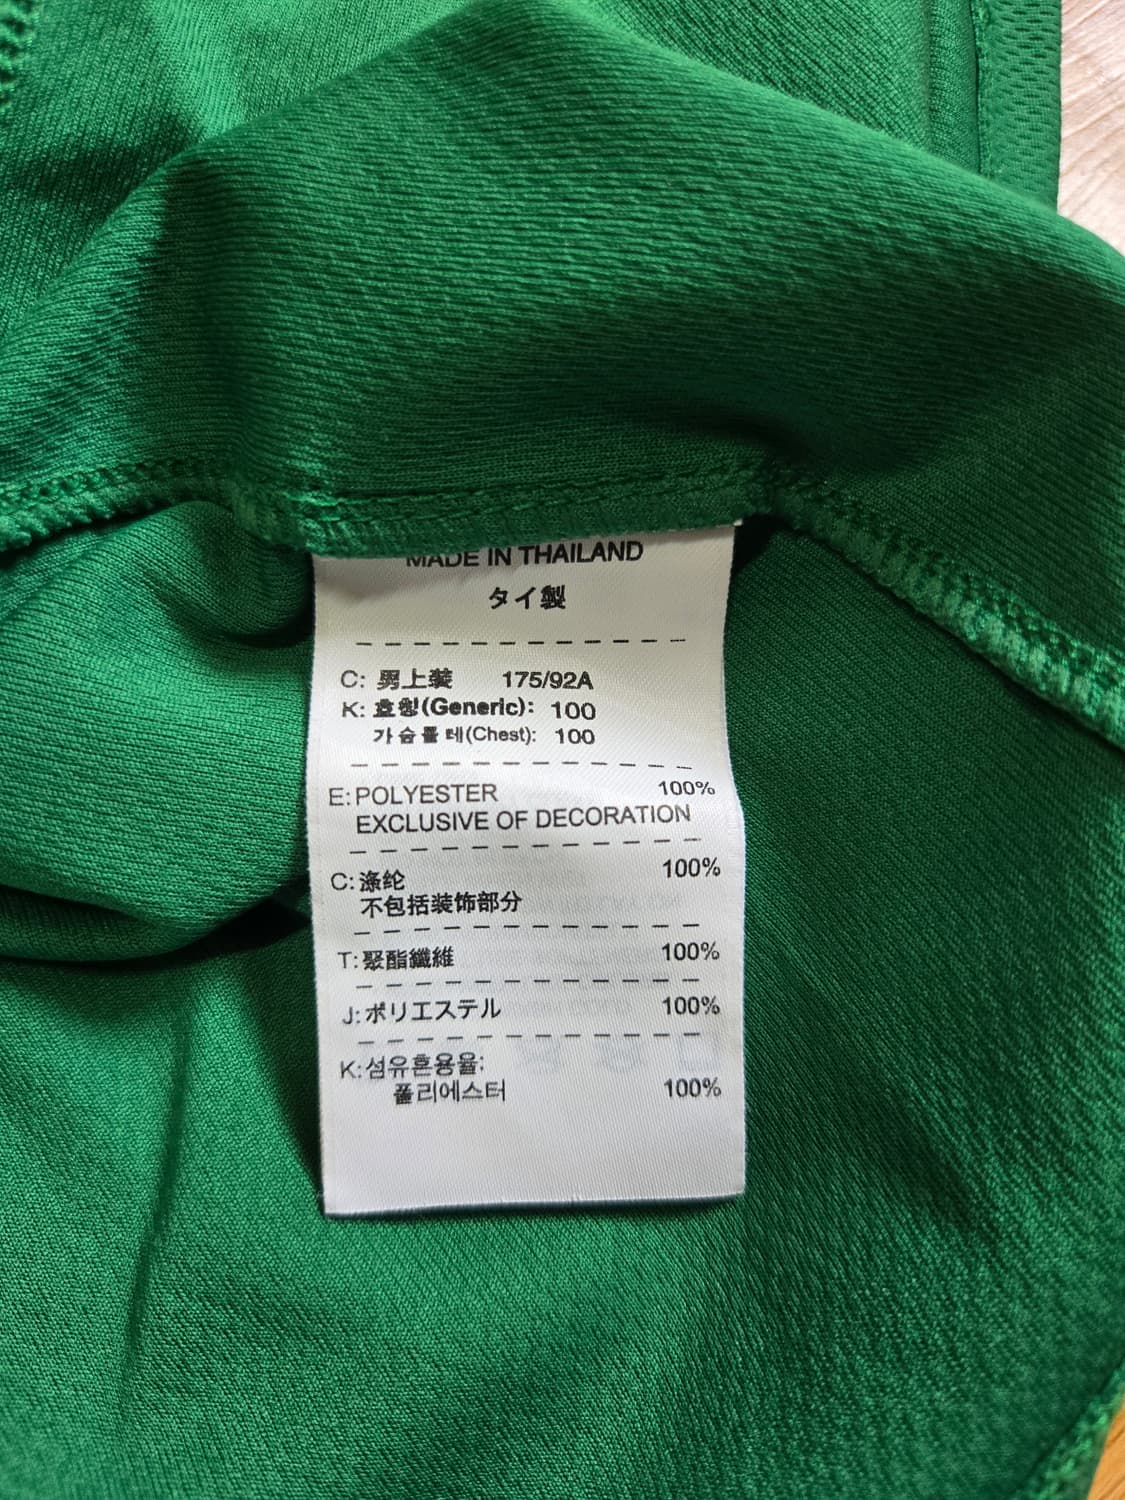 MADE IN THAILAND
タイ製
C: 男上装 175/92A
K: 호칭(Generic): 100
가슴둘레(Chest): 100
E: POLYESTER 100%
EXCLUSIVE OF DECORATION
C: 涤纶 100%
不包括装饰部分
T: 聚酯纖維 100%
J: ポリエステル 100%
K: 섬유혼용율:
폴리에스터 100%